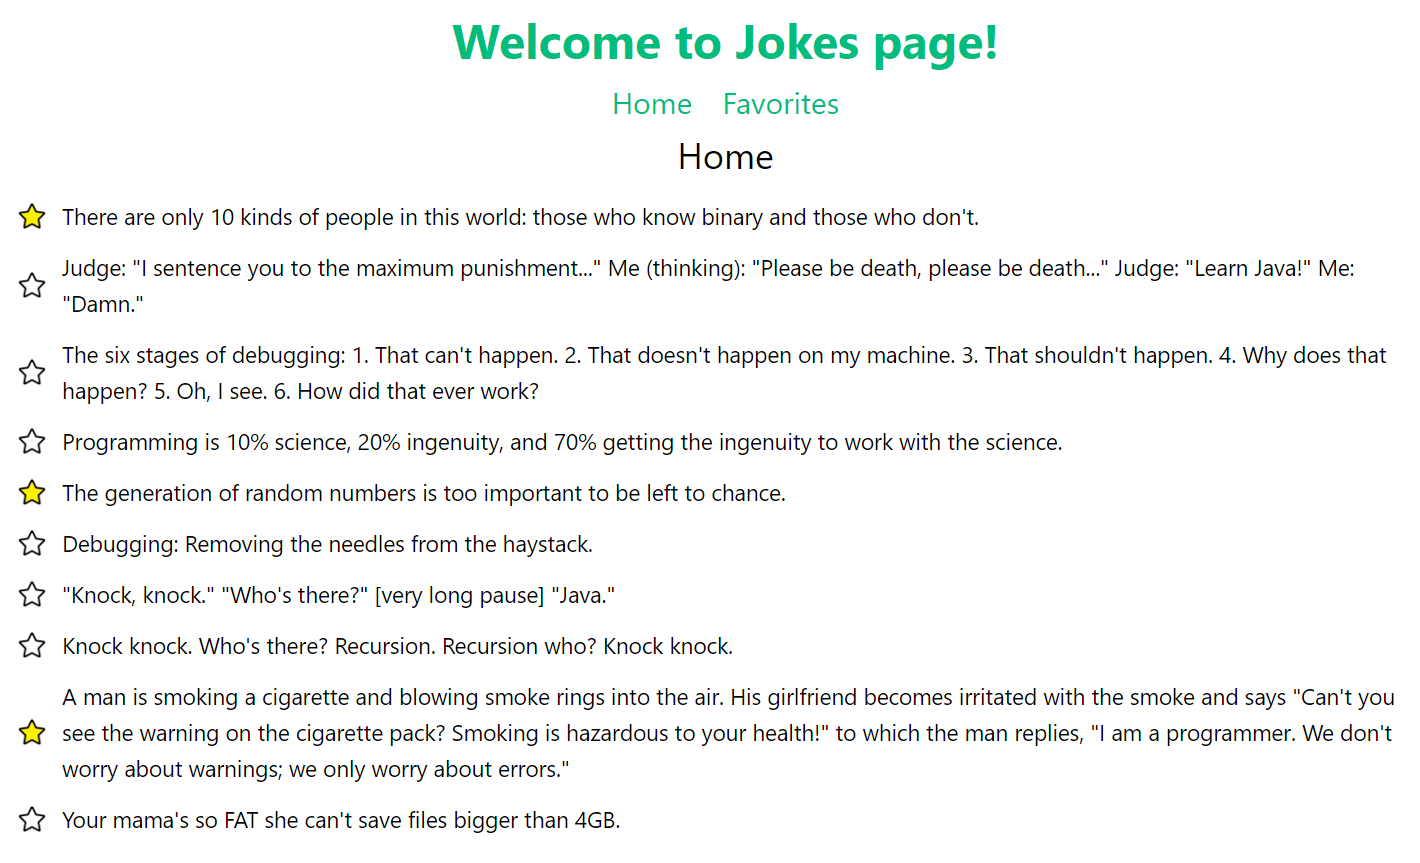 Welcome to Jokes page!
Home Favorites
Home
There are only 10 kinds of people in this world: those who know binary and those who don't.
Judge: "I sentence you to the maximum punishment..." Me (thinking): "Please be death, please be death..." Judge: "Learn Java!" Me:
"Damn."
The six stages of debugging: 1. That can't happen. 2. That doesn't happen on my machine. 3. That shouldn't happen. 4. Why does that
happen? 5. Oh, I see. 6. How did that ever work?
Programming is 10% science, 20% ingenuity, and 70% getting the ingenuity to work with the science.
The generation of random numbers is too important to be left to chance.
Debugging: Removing the needles from the haystack.
"Knock, knock." "Who's there?" [very long pause] "Java."
Knock knock. Who's there? Recursion. Recursion who? Knock knock.
A man is smoking a cigarette and blowing smoke rings into the air. His girlfriend becomes irritated with the smoke and says "Can't you
see the warning on the cigarette pack? Smoking is hazardous to your health!" to which the man replies, "I am a programmer. We don't
worry about warnings; we only worry about errors."
Your mama's so FAT she can't save files bigger than 4GB.